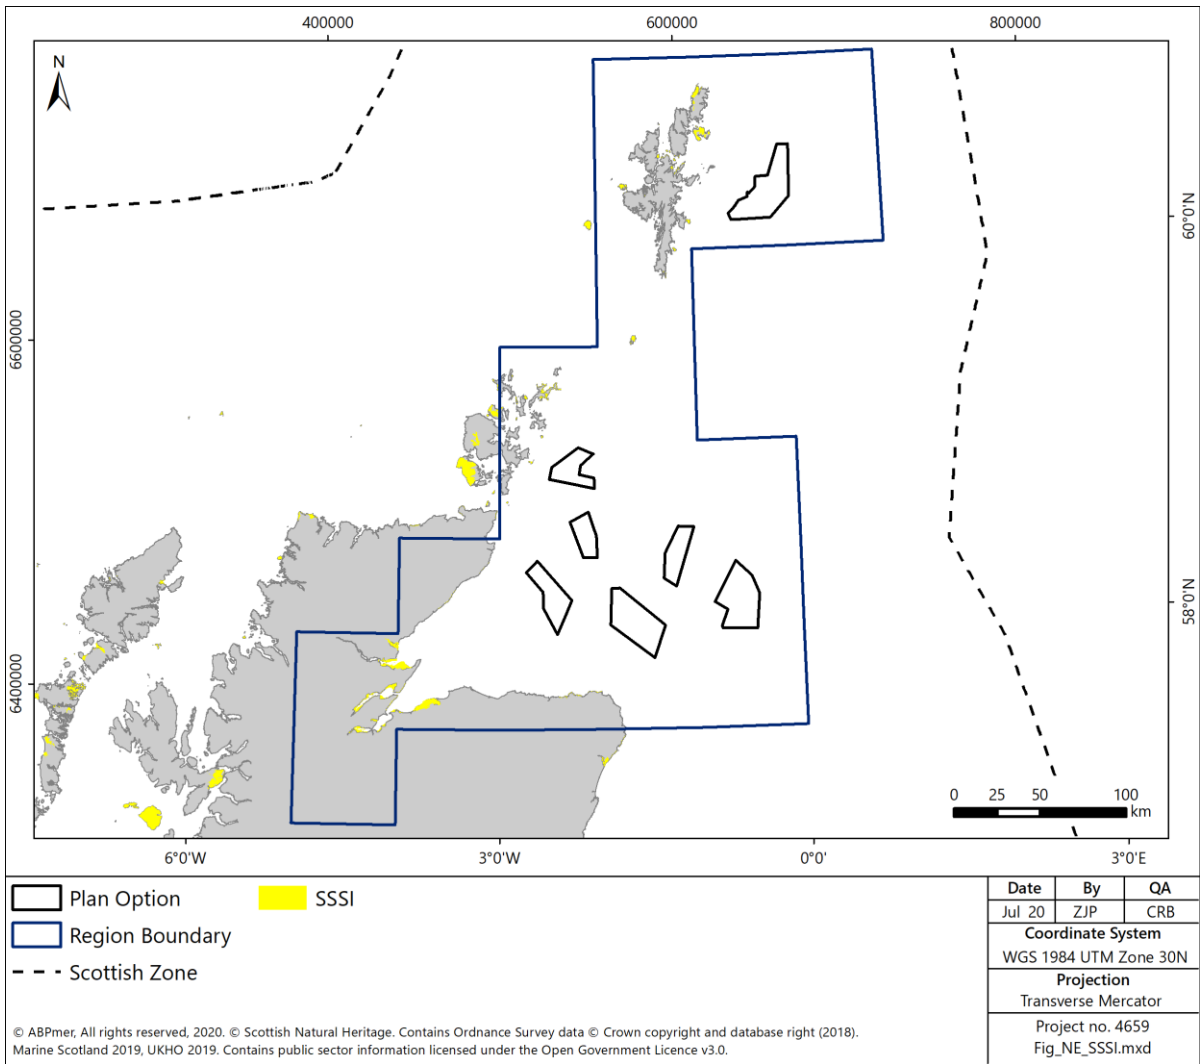 400000
600000
800000
N
60°0'N
6600000
58°0'N
6400000
0 25 50 100
km
6°0'W
3°0'W
0°0'
3°0'E
Plan Option
SSSI
Region Boundary
Scottish Zone
Date By QA
Jul 20 ZJP CRB
Coordinate System
WGS 1984 UTM Zone 30N
Projection
Transverse Mercator
Project no. 4659
Fig_NE_SSSI.mxd
© ABPmer, All rights reserved, 2020. © Scottish Natural Heritage. Contains Ordnance Survey data © Crown copyright and database right (2018).
Marine Scotland 2019, UKHO 2019. Contains public sector information licensed under the Open Government Licence v3.0.